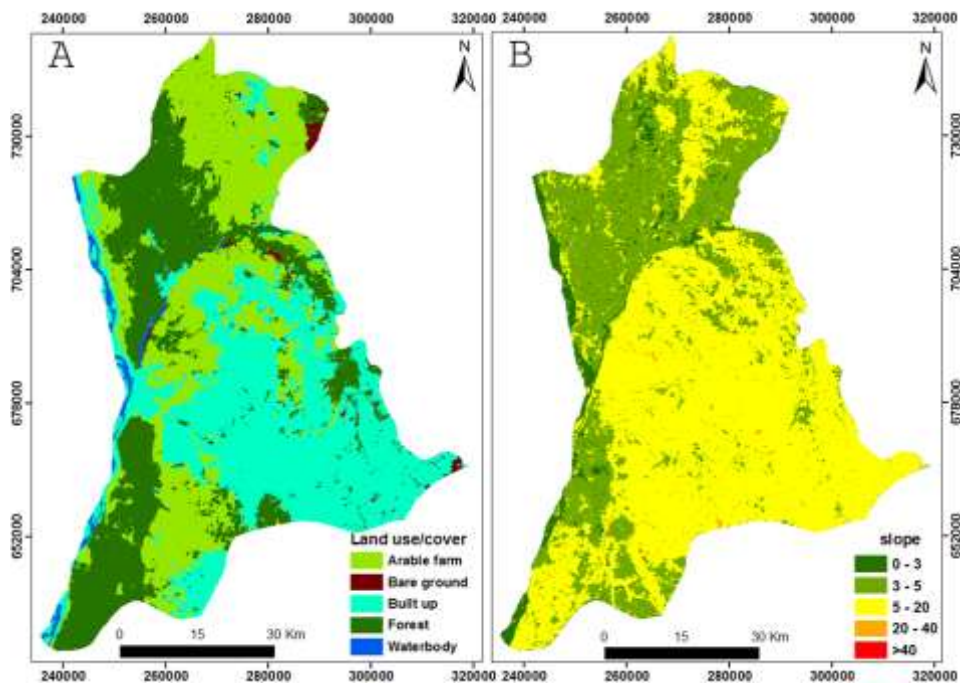 240000 260000 280000 300000 320000 240000 260000 280000 300000 320000
A
N
B
N
730000
730000
704000
704000
678000
678000
652000
652000
Land use/cover
Arable farm
Bare ground
Built up
Forest
Waterbody
slope
0 - 3
3 - 5
5 - 20
20 - 40
>40
0 15 30 Km
0 15 30 Km
240000 260000 280000 300000 320000 240000 260000 280000 300000 320000